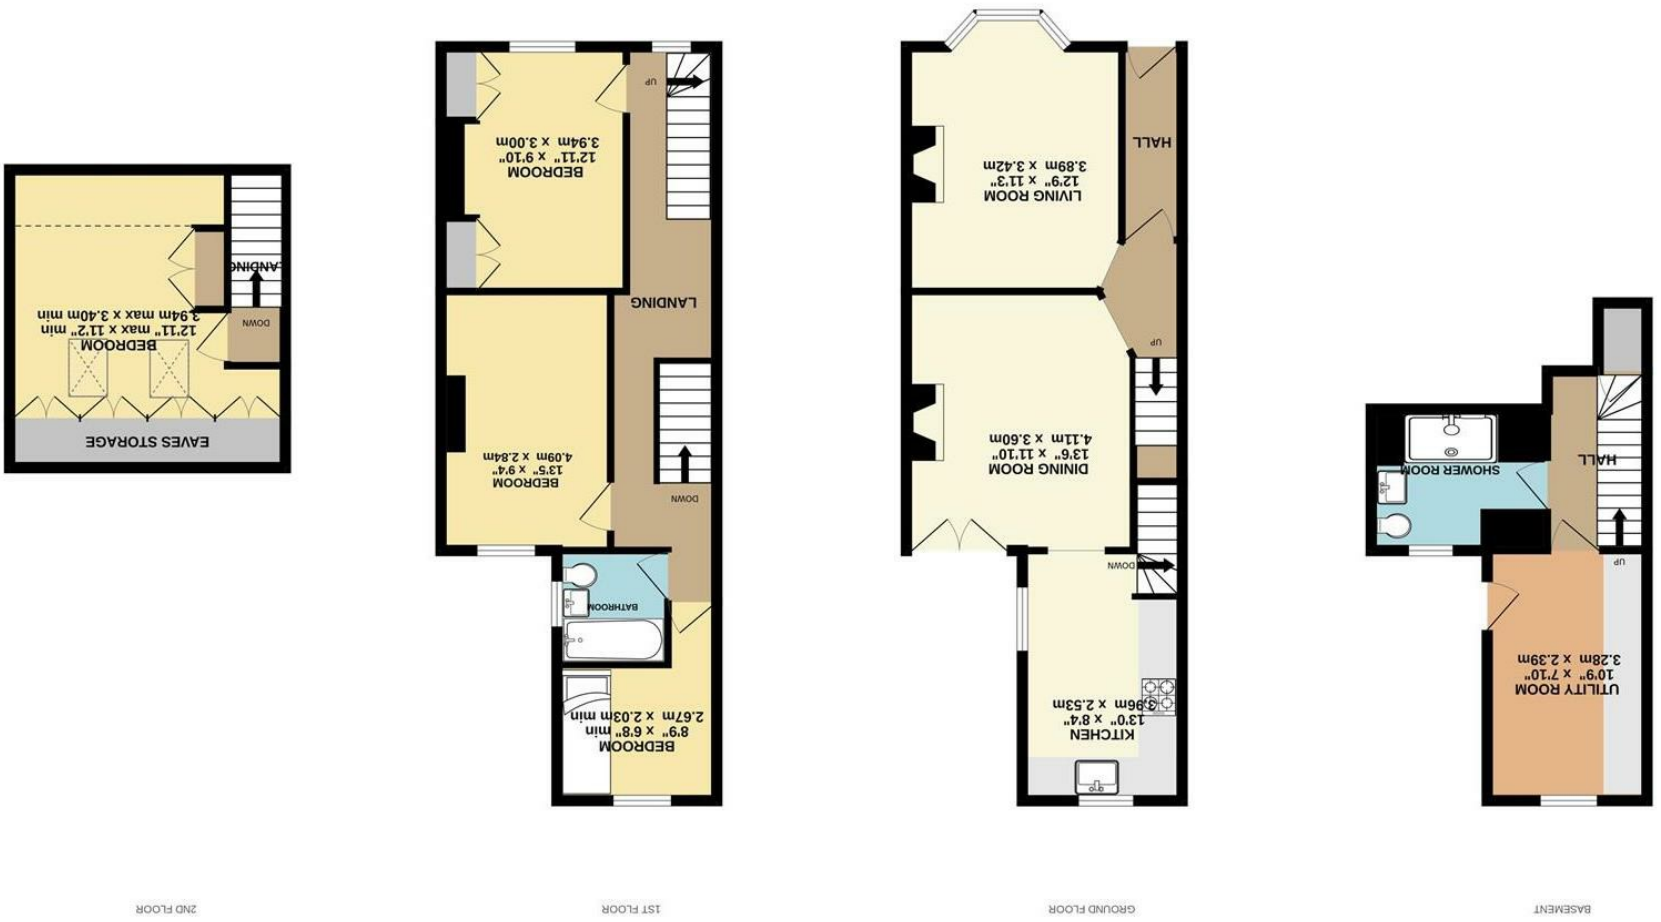 BASEMENT
UTILITY ROOM
10'9" x 7'10"
3.28m x 2.39m
UP
SHOWER ROOM
HALL
GROUND FLOOR
KITCHEN
13'0" x 8'4"
3.96m x 2.53m
DOWN
DINING ROOM
13'6" x 11'10"
4.11m x 3.60m
UP
LIVING ROOM
12'9" x 11'3"
3.89m x 3.42m
HALL
1ST FLOOR
BEDROOM
8'9" x 6'8" min
2.67m x 2.03m min
BATHROOM
DOWN
BEDROOM
13'5" x 9'4"
4.09m x 2.84m
LANDING
BEDROOM
12'11" x 9'10"
3.94m x 3.00m
UP
2ND FLOOR
EAVES STORAGE
BEDROOM
12'11" max x 11'2" min
3.94m max x 3.40m min
DOWN
LANDING